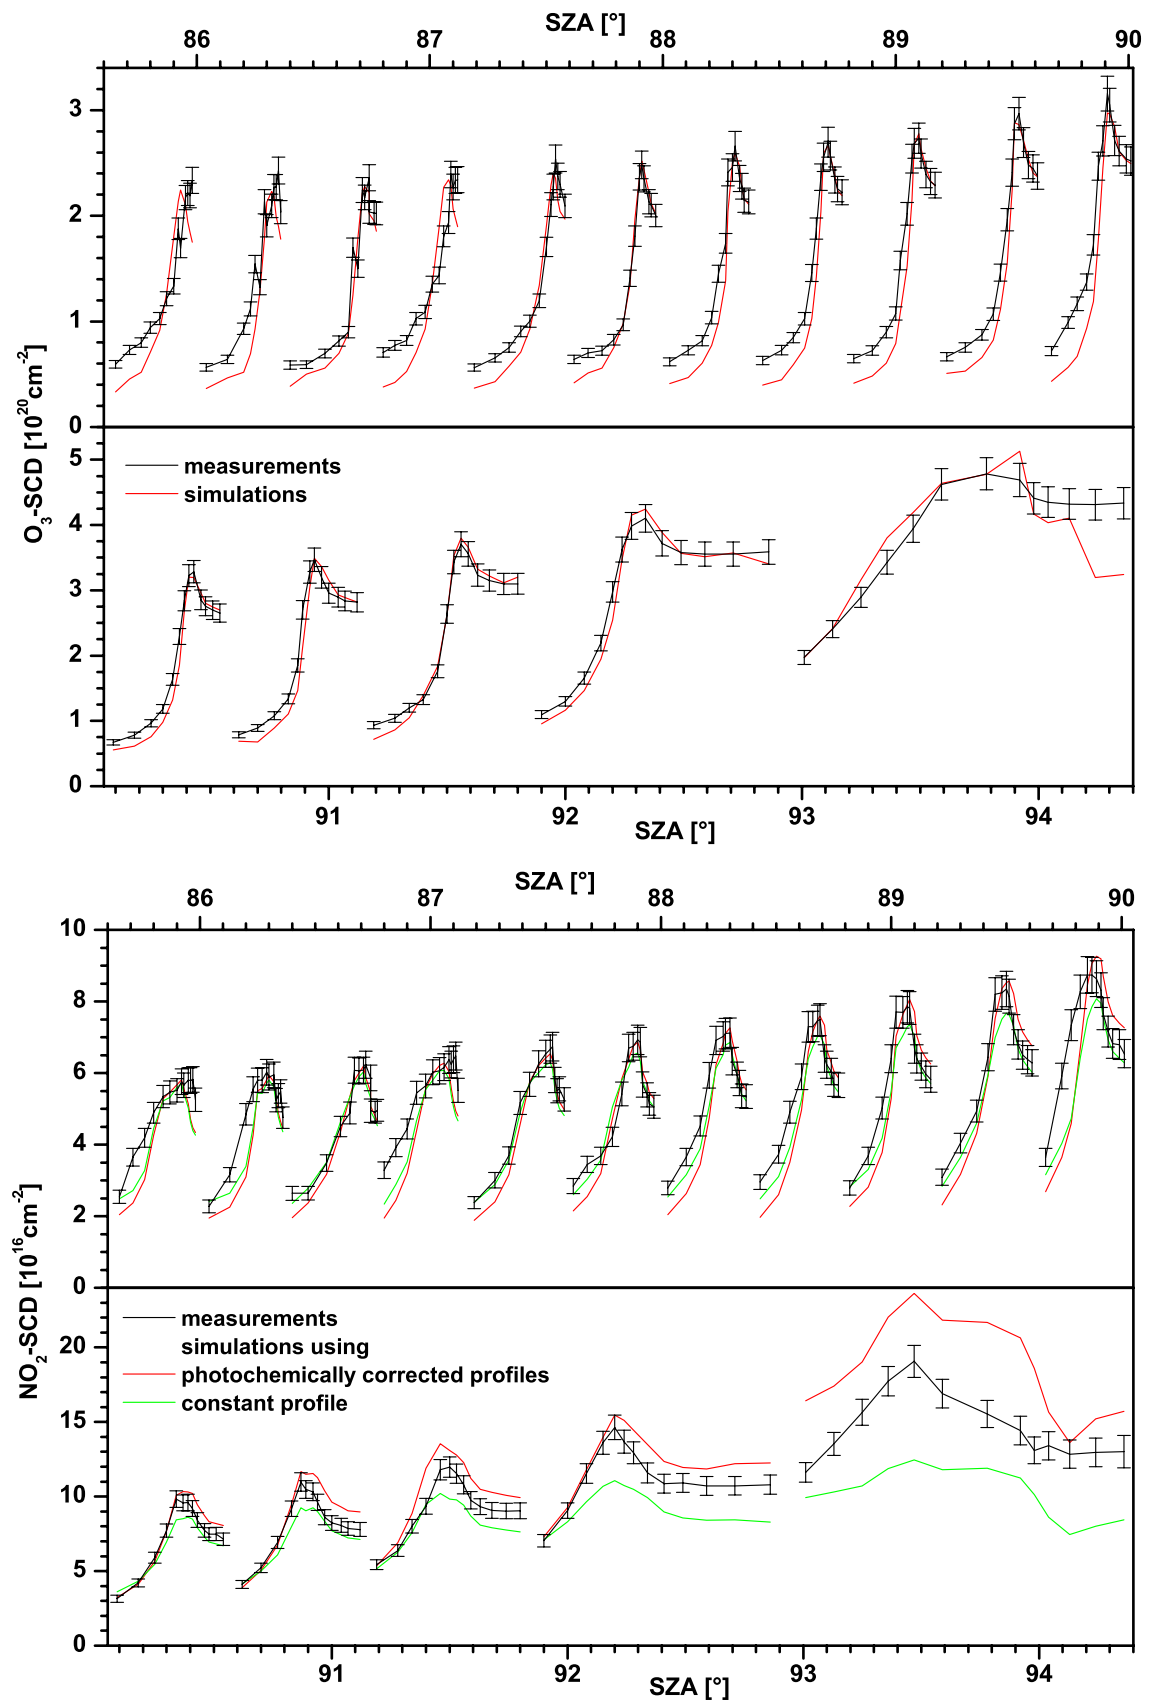 SZA [°]
86 87 88 89 90
3
2
1
0
O3-SCD [10^20 cm^-2]
measurements
simulations
5
4
3
2
1
0
91 92 93 94
SZA [°]
SZA [°]
86 87 88 89 90
10
8
6
4
2
0
NO2-SCD [10^16 cm^-2]
measurements
simulations using
photochemically corrected profiles
constant profile
20
15
10
5
0
91 92 93 94
SZA [°]